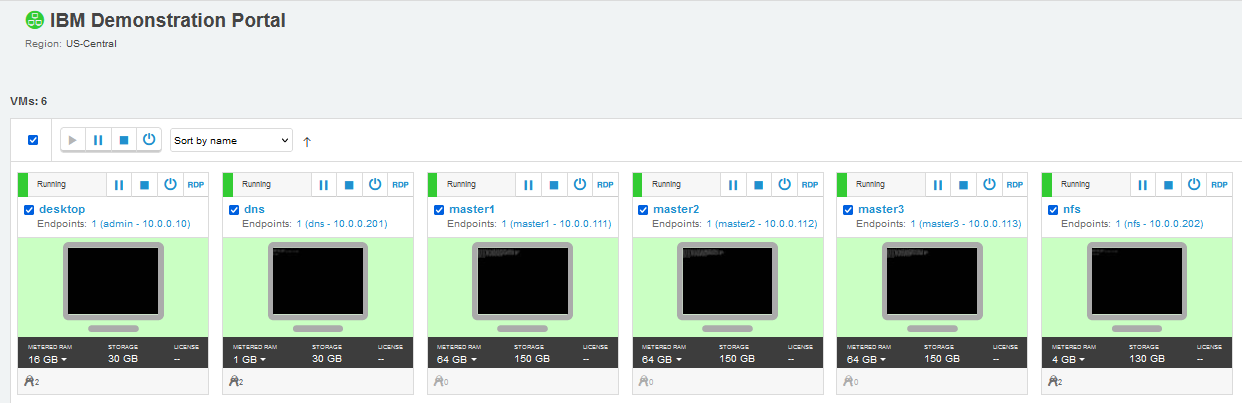 IBM Demonstration Portal
Region: US-Central
VMs: 6
Sort by name
Running RDP
desktop
Endpoints: 1 (admin - 10.0.0.10)
METERED RAM STORAGE LICENSE
16 GB 30 GB --
2
Running RDP
dns
Endpoints: 1 (dns - 10.0.0.201)
METERED RAM STORAGE LICENSE
1 GB 30 GB --
2
Running RDP
master1
Endpoints: 1 (master1 - 10.0.0.111)
METERED RAM STORAGE LICENSE
64 GB 150 GB --
0
Running RDP
master2
Endpoints: 1 (master2 - 10.0.0.112)
METERED RAM STORAGE LICENSE
64 GB 150 GB --
0
Running RDP
master3
Endpoints: 1 (master3 - 10.0.0.113)
METERED RAM STORAGE LICENSE
64 GB 150 GB --
0
Running RDP
nfs
Endpoints: 1 (nfs - 10.0.0.202)
METERED RAM STORAGE LICENSE
4 GB 130 GB --
2